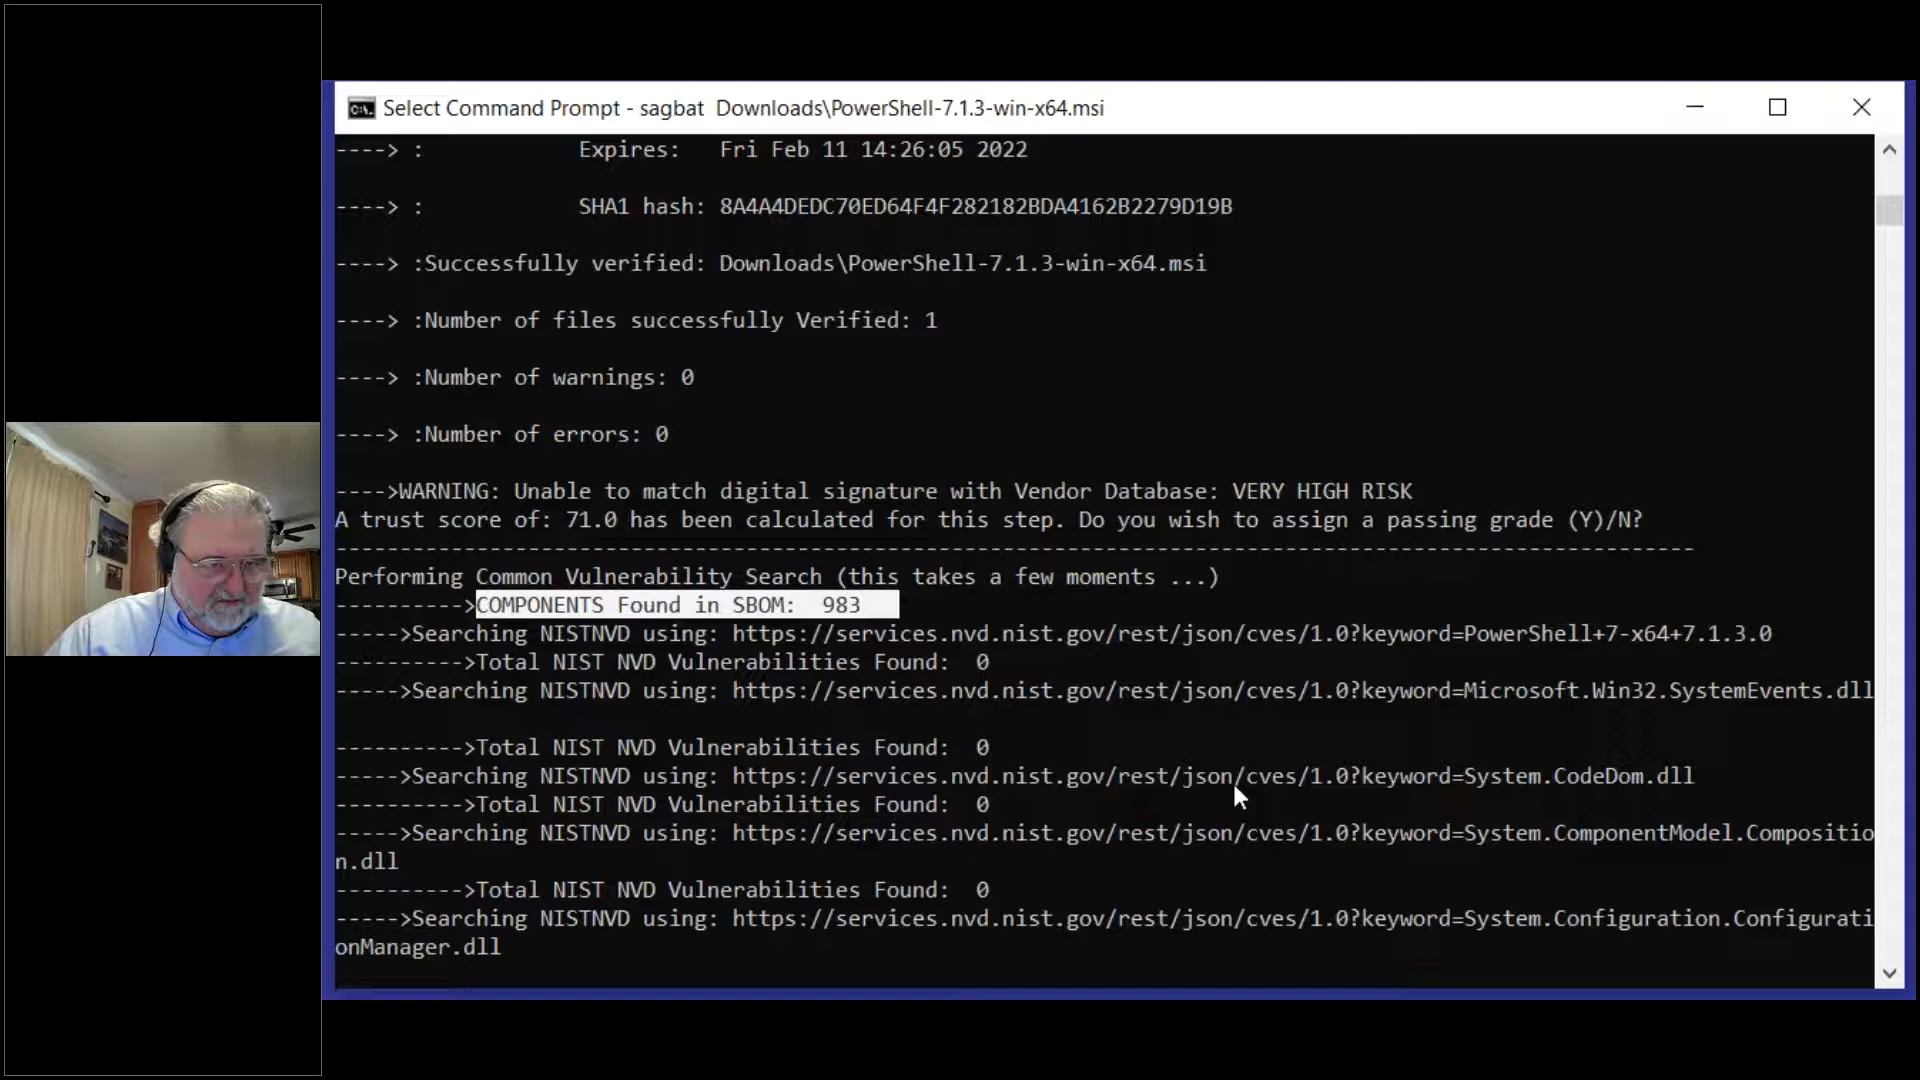 Select Command Prompt - sagbat  Downloads\PowerShell-7.1.3-win-x64.msi
----> :            Expires:   Fri Feb 11 14:26:05 2022
----> :            SHA1 hash: 8A4A4DEDC70ED64F4F282182BDA4162B2279D19B
----> :Successfully verified: Downloads\PowerShell-7.1.3-win-x64.msi
----> :Number of files successfully Verified: 1
----> :Number of warnings: 0
----> :Number of errors: 0
---->WARNING: Unable to match digital signature with Vendor Database: VERY HIGH RISK
A trust score of: 71.0 has been calculated for this step. Do you wish to assign a passing grade (Y)/N?
----------------------------------------------------------------------------------------------------------
Performing Common Vulnerability Search (this takes a few moments ...)
---------->COMPONENTS Found in SBOM:  983
----->Searching NISTNVD using: https://services.nvd.nist.gov/rest/json/cves/1.0?keyword=PowerShell+7-x64+7.1.3.0
---------->Total NIST NVD Vulnerabilities Found:  0
----->Searching NISTNVD using: https://services.nvd.nist.gov/rest/json/cves/1.0?keyword=Microsoft.Win32.SystemEvents.dll
---------->Total NIST NVD Vulnerabilities Found:  0
----->Searching NISTNVD using: https://services.nvd.nist.gov/rest/json/cves/1.0?keyword=System.CodeDom.dll
---------->Total NIST NVD Vulnerabilities Found:  0
----->Searching NISTNVD using: https://services.nvd.nist.gov/rest/json/cves/1.0?keyword=System.ComponentModel.Compositio
n.dll
---------->Total NIST NVD Vulnerabilities Found:  0
----->Searching NISTNVD using: https://services.nvd.nist.gov/rest/json/cves/1.0?keyword=System.Configuration.Configurati
onManager.dll